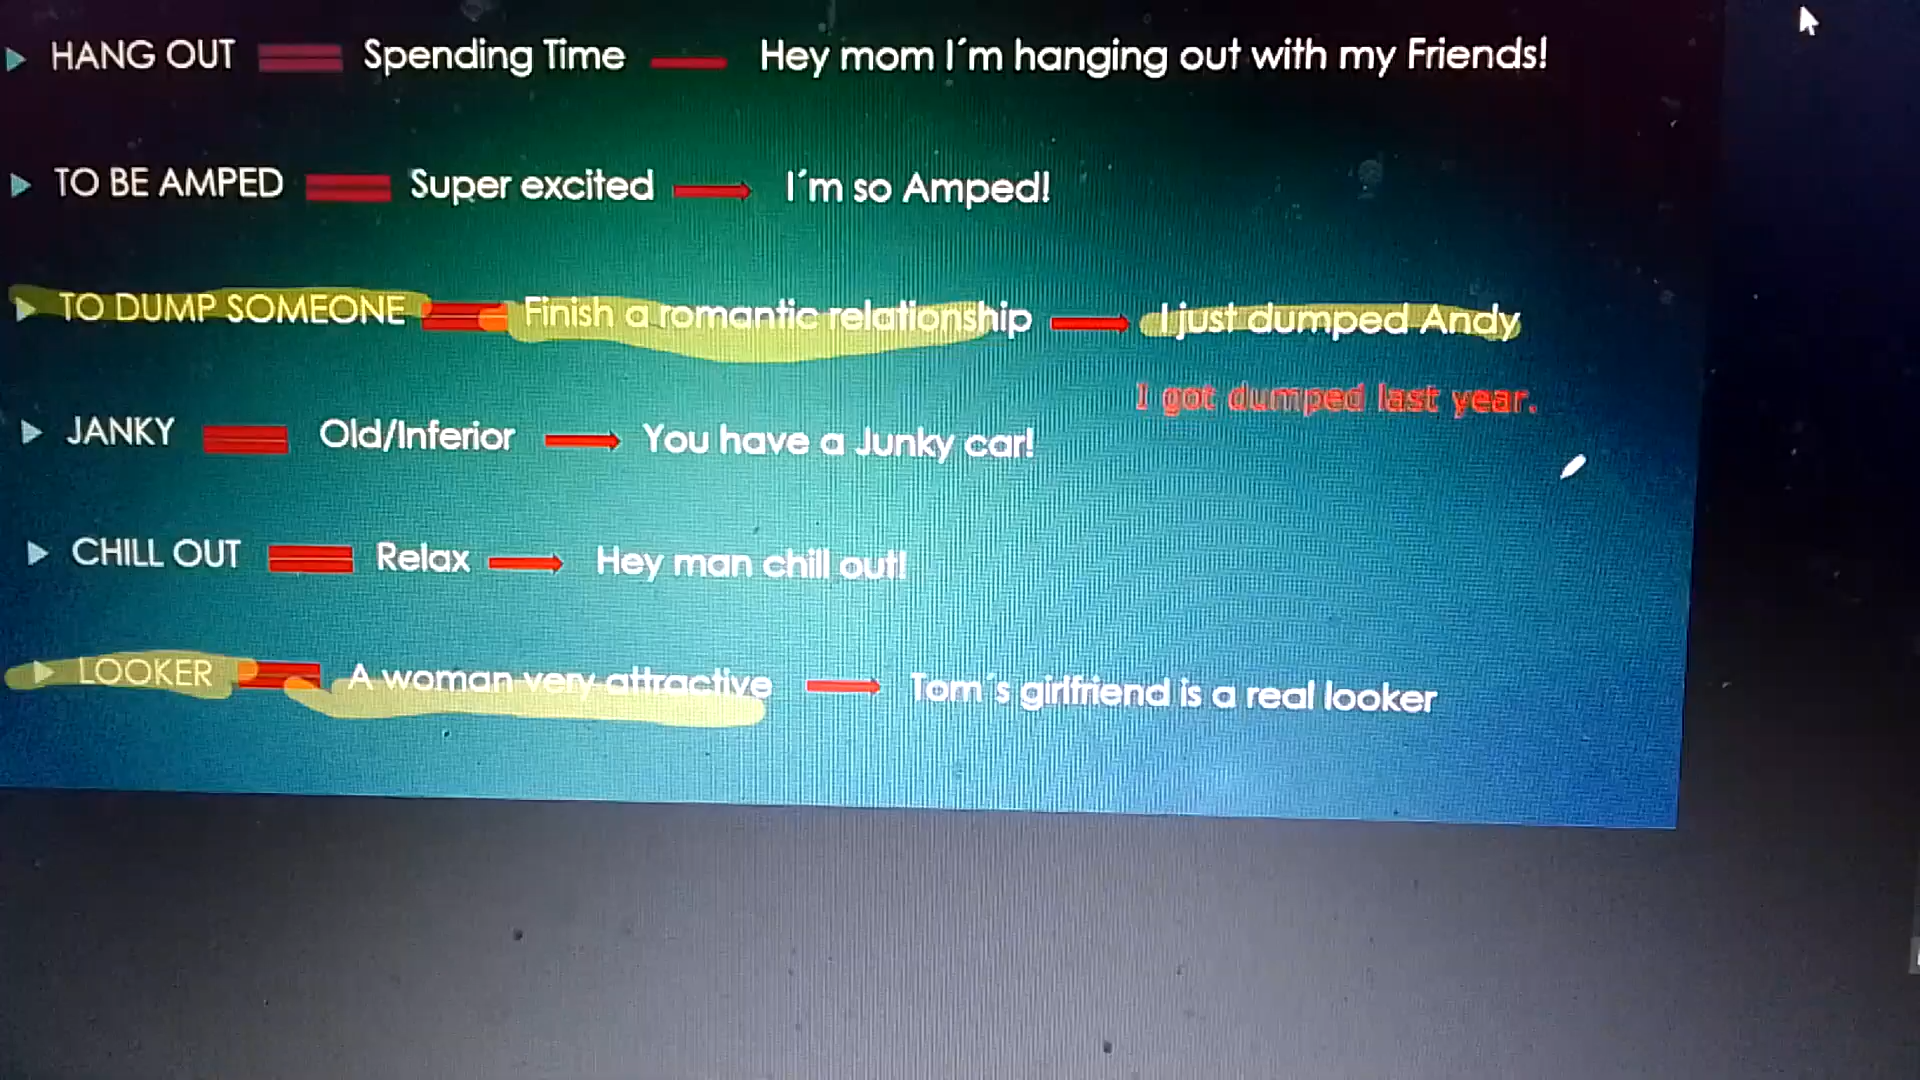 HANG OUT Spending Time Hey mom I´m hanging out with my Friends!
TO BE AMPED Super excited I´m so Amped!
TO DUMP SOMEONE Finish a romantic relationship I just dumped Andy
I got dumped last year.
JANKY Old/Inferior You have a Junky car!
CHILL OUT Relax Hey man chill out!
LOOKER A woman very attractive Tom´s girlfriend is a real looker